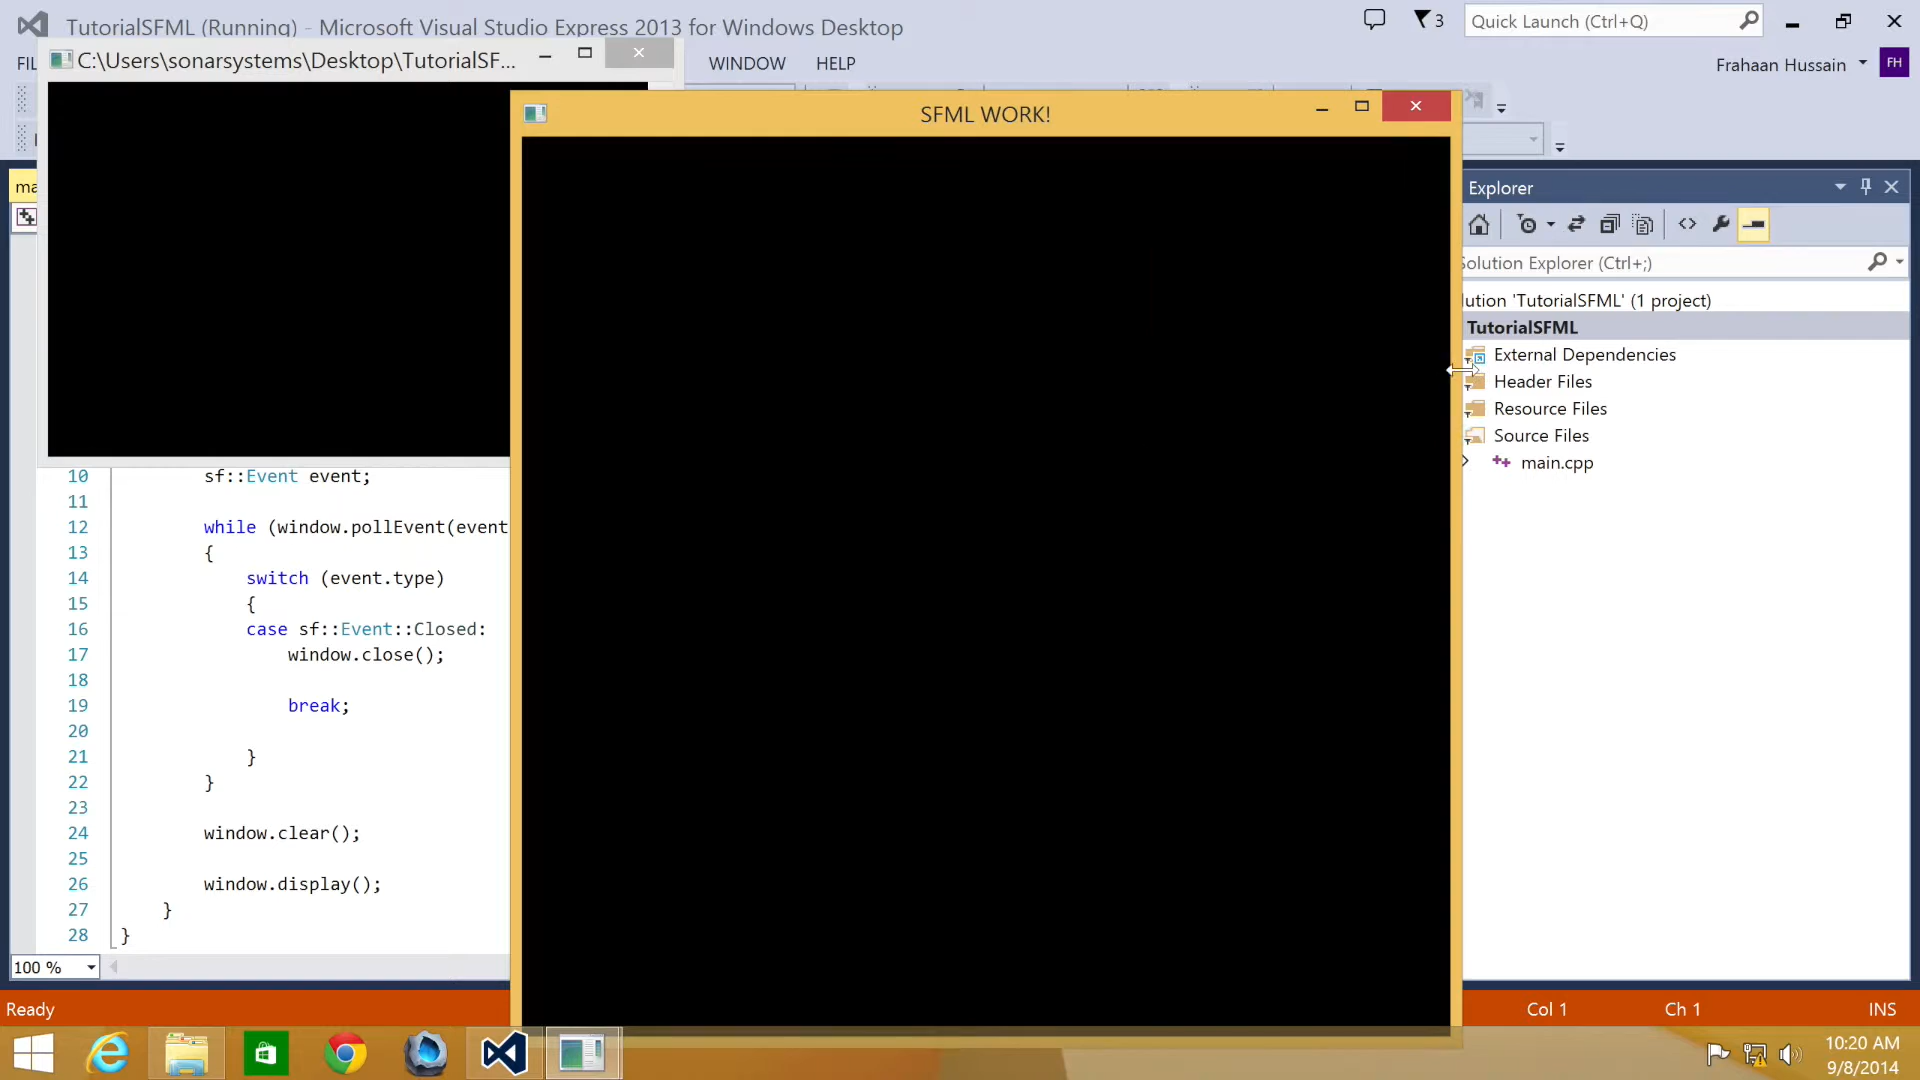 TutorialSFML (Running) - Microsoft Visual Studio Express 2013 for Windows Desktop
3
Quick Launch (Ctrl+Q)
C:\Users\sonarsystems\Desktop\TutorialSF...
WINDOW
HELP
Frahaan Hussain
FH
SFML WORK!
Explorer
Solution Explorer (Ctrl+;)
'TutorialSFML' (1 project)
TutorialSFML
External Dependencies
Header Files
Resource Files
Source Files
main.cpp
10 sf::Event event;
11
12 while (window.pollEvent(event
13 {
14 switch (event.type)
15 {
16 case sf::Event::Closed:
17 window.close();
18
19 break;
20
21 }
22 }
23
24 window.clear();
25
26 window.display();
27 }
28 }
100 %
Ready
Col 1
Ch 1
INS
10:20 AM
9/8/2014